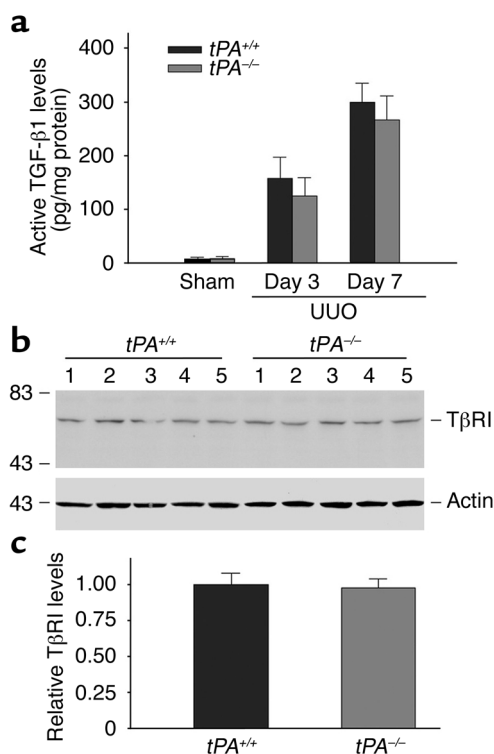 a
Active TGF-β1 levels
(pg/mg protein)
400
300
200
100
0
tPA+/+
tPA–/–
Sham Day 3 Day 7
UUO
b
tPA+/+ tPA–/–
1 2 3 4 5 1 2 3 4 5
83
TβRI
43
43
Actin
c
Relative TβRI levels
1.00
0.75
0.50
0.25
0
tPA+/+ tPA–/–